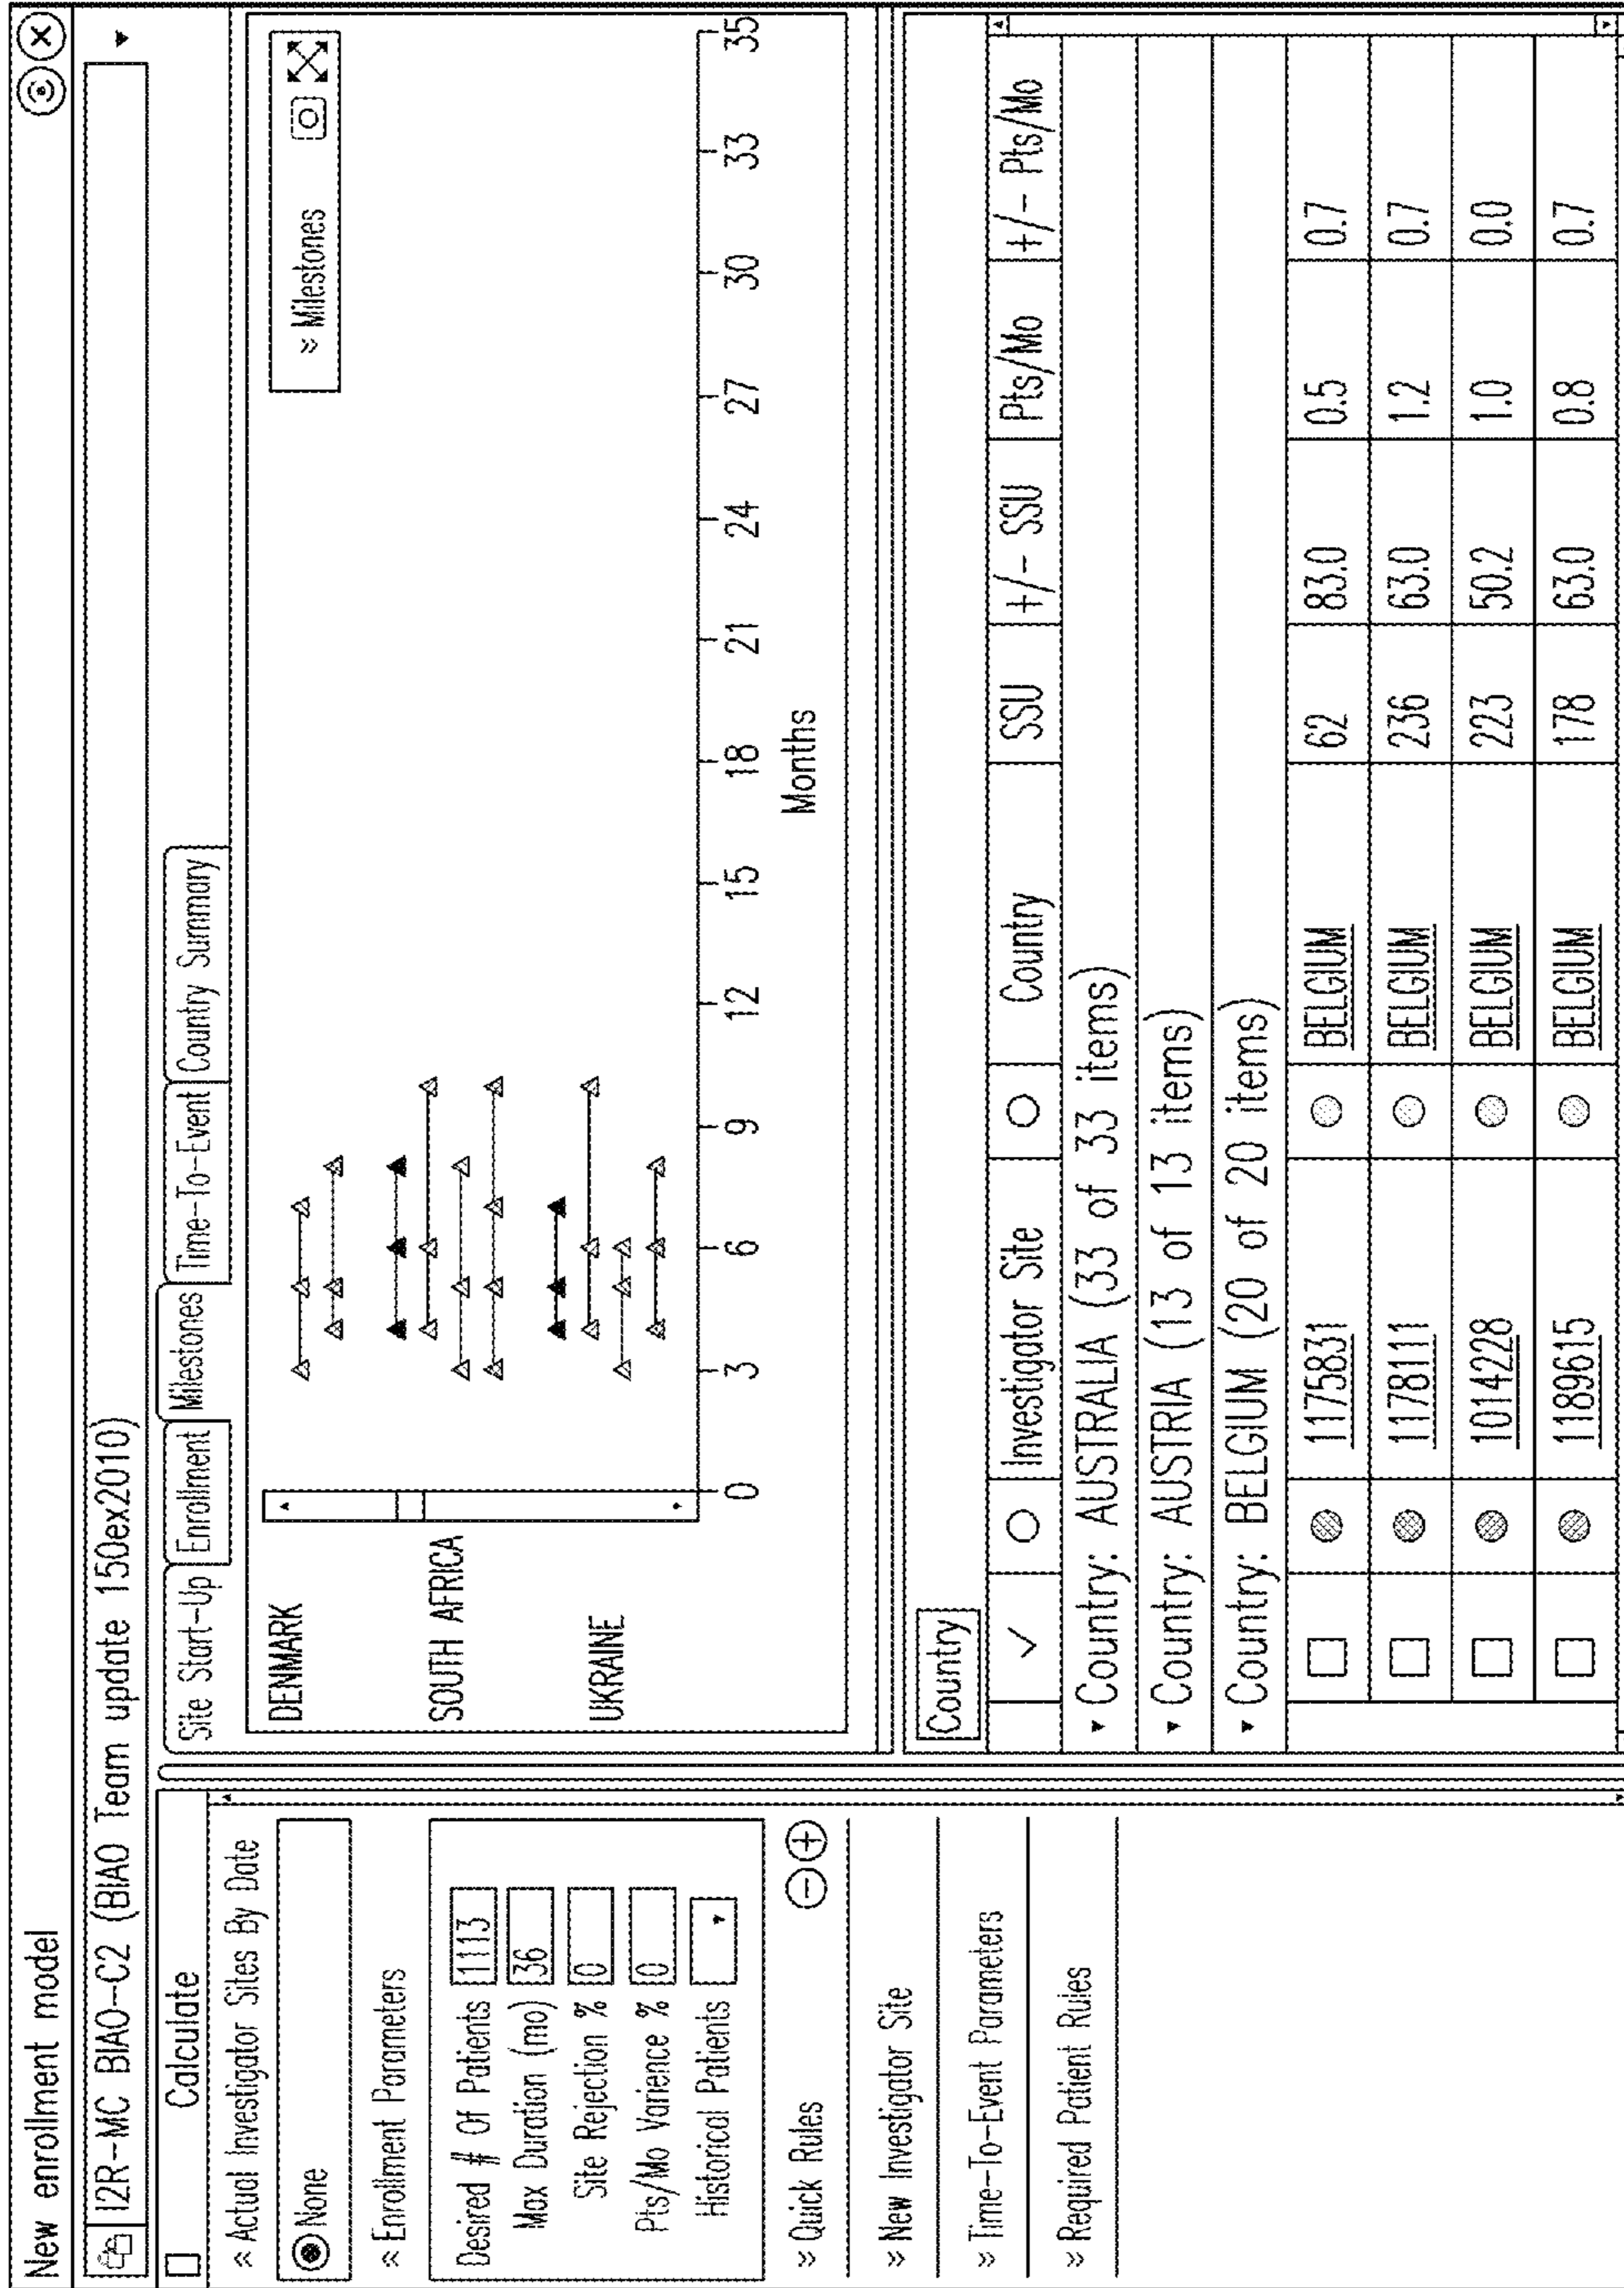 New enrollment model
I2R-MC BIAO-C2 (BIAO Team update 150ex2010)
Calculate
Actual Investigator Sites By Date
None
Enrollment Parameters
Desired # Of Patients 1113
Max Duration (mo) 36
Site Rejection % 0
Pts/Mo Varience % 0
Historical Patients
Quick Rules
New Investigator Site
Time-To-Event Parameters
Required Patient Rules
Site Start-Up Enrollment Milestones Time-To-Event Country Summary
Milestones
DENMARK
SOUTH AFRICA
UKRAINE
0 3 6 9 12 15 18 21 24 27 30 33 35
Months
Country
Investigator Site Country SSU +/- SSU Pts/Mo +/- Pts/Mo
Country: AUSTRALIA (33 of 33 items)
Country: AUSTRIA (13 of 13 items)
Country: BELGIUM (20 of 20 items)
1175831 BELGIUM 62 83.0 0.5 0.7
1178111 BELGIUM 236 63.0 1.2 0.7
1014228 BELGIUM 223 50.2 1.0 0.0
1189615 BELGIUM 178 63.0 0.8 0.7